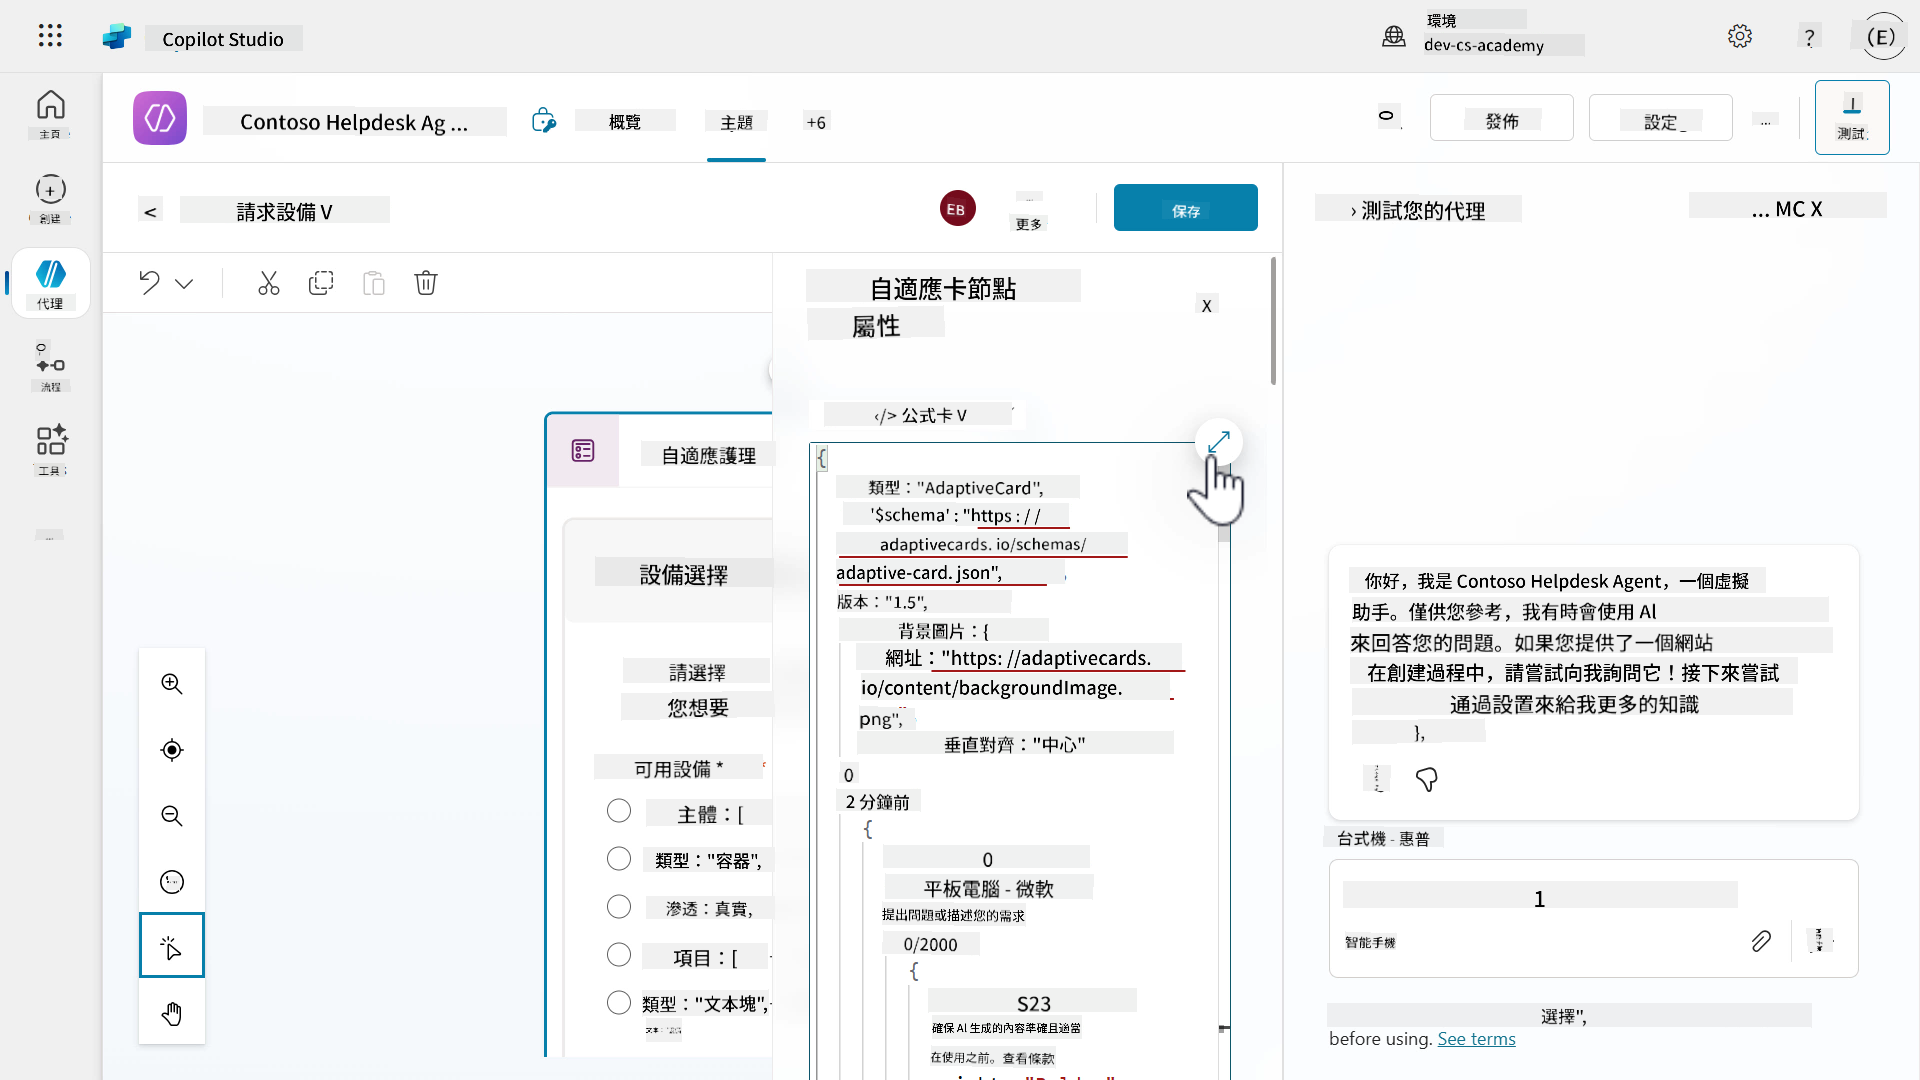 Copilot Studio
環境
dev-cs-academy
?
(E)
主頁
創建
代理
流程
工具
Contoso Helpdesk Ag ...
概覽
主題
+6
發佈
設定
...
測試
<
請求設備 V
EB
更多
保存
自適應卡節點
屬性
X
</> 公式卡 V
自適應護理
設備選擇
請選擇
您想要
可用設備 *
主體：[
類型："容器",
滲透：真實,
項目：[
類型："文本塊",
{
類型："AdaptiveCard",
'$schema' : "https : / /
adaptivecards. io/schemas/
adaptive-card. json",
版本："1.5",
背景圖片：{
網址："https: //adaptivecards.
io/content/backgroundImage.
png",
垂直對齊："中心"
0
2 分鐘前
{
0
平板電腦 - 微軟
提出問題或描述您的需求
0/2000
{
S23
確保 AI 生成的內容準確且適當
在使用之前。查看條款
› 測試您的代理
... MC X
你好，我是 Contoso Helpdesk Agent，一個虛擬
助手。僅供您參考，我有時會使用 AI
來回答您的問題。如果您提供了一個網站
在創建過程中，請嘗試向我詢問它！接下來嘗試
通過設置來給我更多的知識
},
台式機 - 惠普
1
智能手機
選擇",
before using. See terms